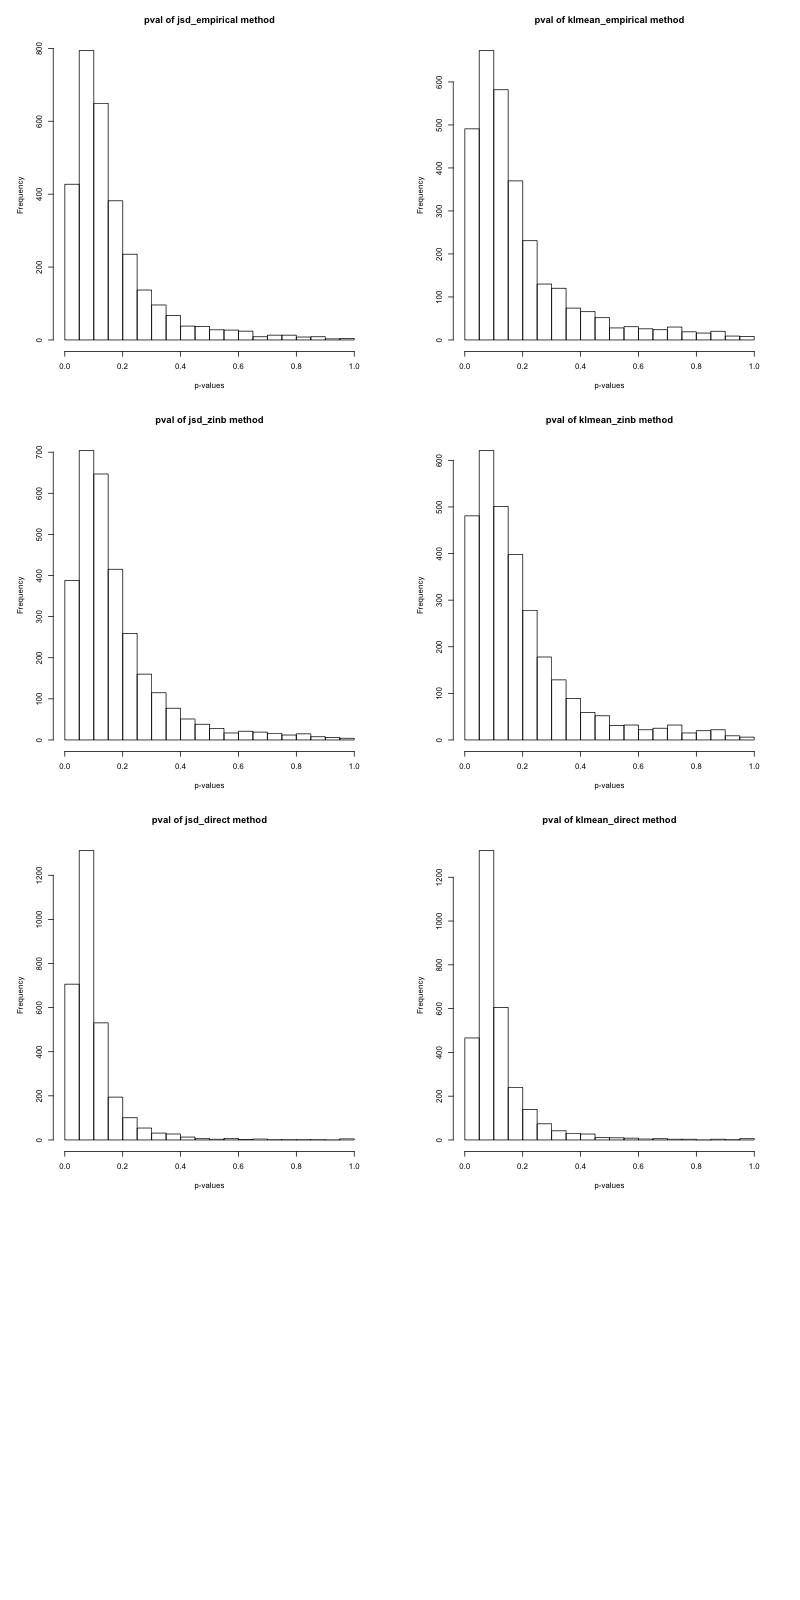 pval of jsd_empirical method
Frequency
0 200 400 600 800
0.0 0.2 0.4 0.6 0.8 1.0
p-values
pval of klmean_empirical method
Frequency
0 100 200 300 400 500 600
0.0 0.2 0.4 0.6 0.8 1.0
p-values
pval of jsd_zinb method
Frequency
0 100 200 300 400 500 600 700
0.0 0.2 0.4 0.6 0.8 1.0
p-values
pval of klmean_zinb method
Frequency
0 100 200 300 400 500 600
0.0 0.2 0.4 0.6 0.8 1.0
p-values
pval of jsd_direct method
Frequency
0 200 400 600 800 1000 1200
0.0 0.2 0.4 0.6 0.8 1.0
p-values
pval of klmean_direct method
Frequency
0 200 400 600 800 1000 1200
0.0 0.2 0.4 0.6 0.8 1.0
p-values